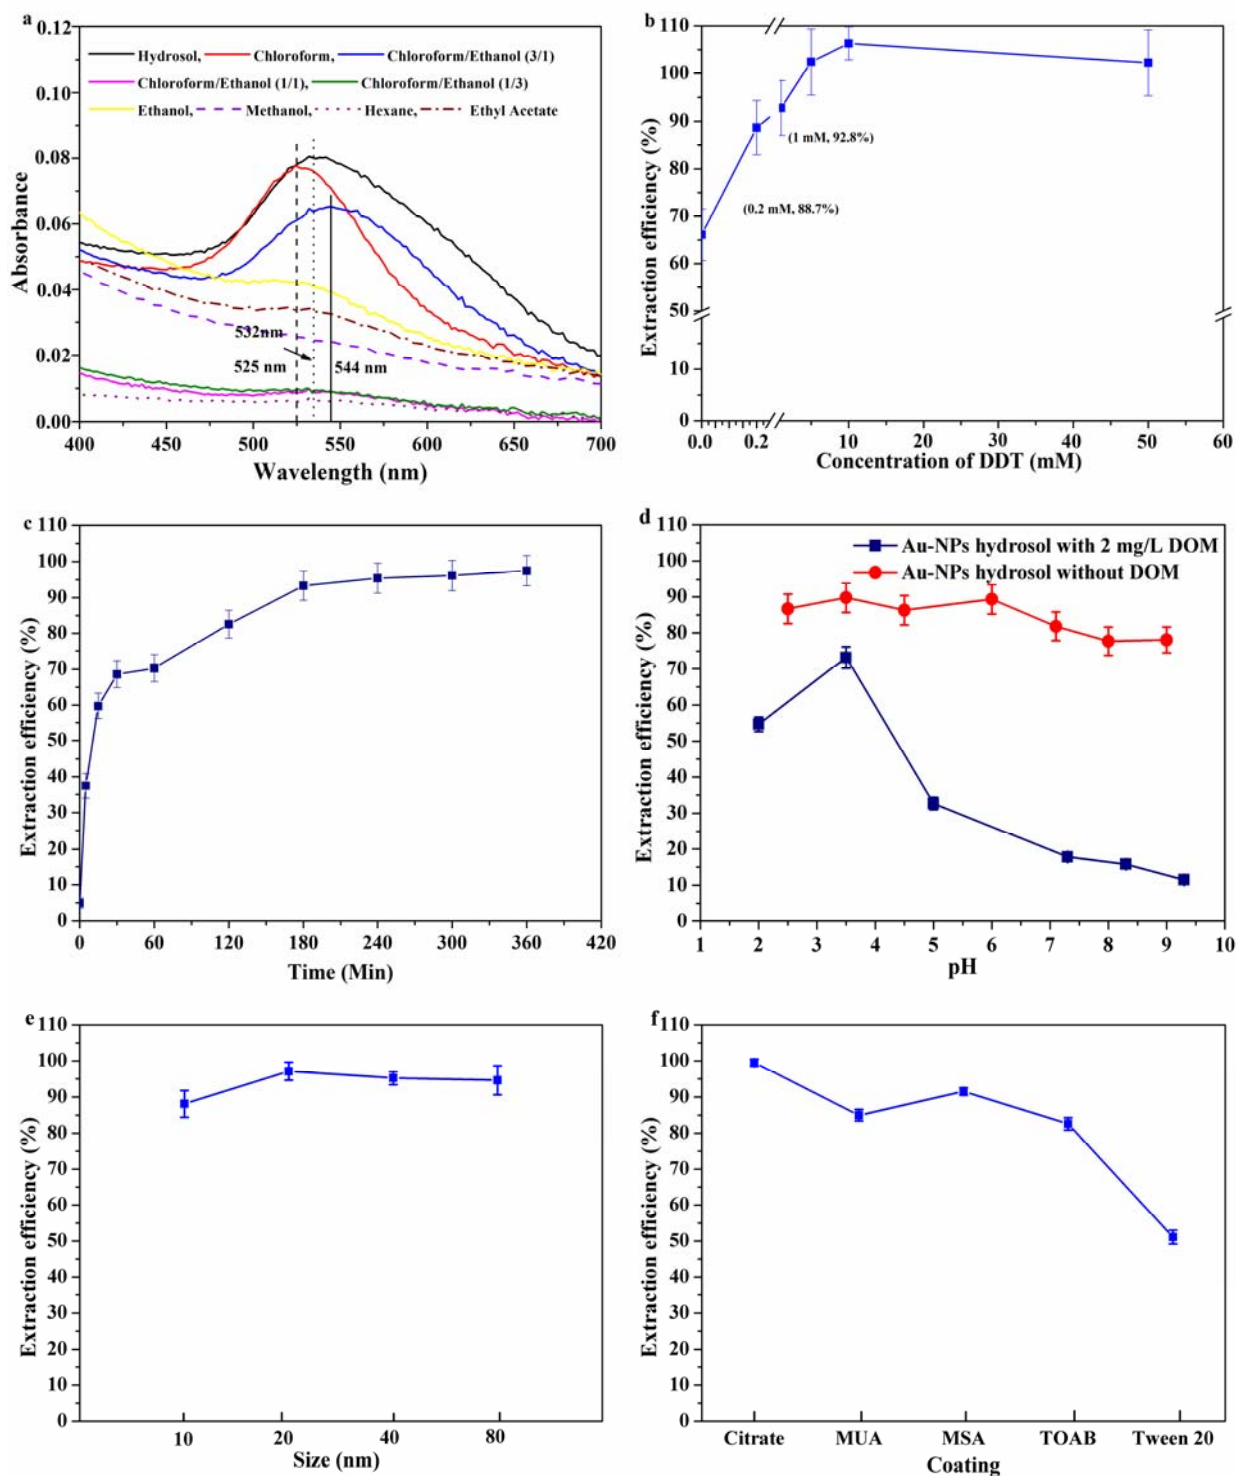 a
0.12
0.10
0.08
0.06
0.04
0.02
0.00
Absorbance
Hydrosol, Chloroform, Chloroform/Ethanol (3/1)
Chloroform/Ethanol (1/1), Chloroform/Ethanol (1/3)
Ethanol, Methanol, Hexane, Ethyl Acetate
532nm
525 nm
544 nm
400 450 500 550 600 650 700
Wavelength (nm)
b
110
100
90
80
70
60
50
10
0
Extraction efficiency (%)
(1 mM, 92.8%)
(0.2 mM, 88.7%)
0.0 0.2 10 20 30 40 50 60
Concentration of DDT (mM)
c
110
100
90
80
70
60
50
40
30
20
10
0
Extraction efficiency (%)
0 60 120 180 240 300 360 420
Time (Min)
d
110
100
90
80
70
60
50
40
30
20
10
0
Extraction efficiency (%)
Au-NPs hydrosol with 2 mg/L DOM
Au-NPs hydrosol without DOM
1 2 3 4 5 6 7 8 9 10
pH
e
110
100
90
80
70
60
50
40
30
20
10
0
Extraction efficiency (%)
10 20 40 80
Size (nm)
f
110
100
90
80
70
60
50
40
30
20
10
0
Extraction efficiency (%)
Citrate MUA MSA TOAB Tween 20
Coating